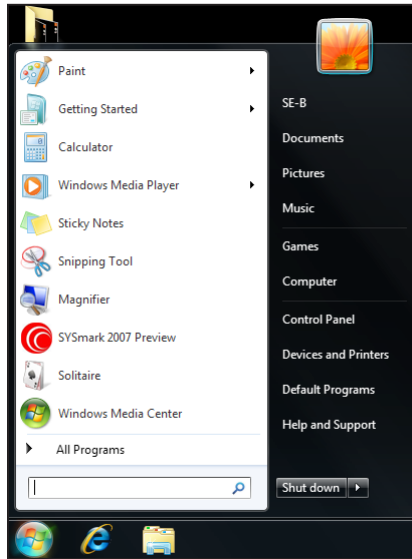 Paint
Getting Started
Calculator
Windows Media Player
Sticky Notes
Snipping Tool
Magnifier
SYSmark 2007 Preview
Solitaire
Windows Media Center
All Programs
SE-B
Documents
Pictures
Music
Games
Computer
Control Panel
Devices and Printers
Default Programs
Help and Support
Shut down